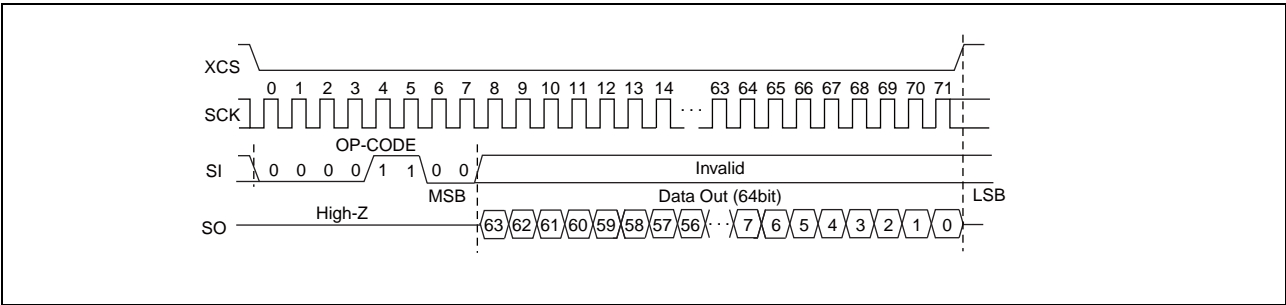 XCS
0 1 2 3 4 5 6 7 8 9 10 11 12 13 14 ··· 63 64 65 66 67 68 69 70 71
SCK
OP-CODE
SI 0 0 0 0 1 1 0 0 Invalid
MSB Data Out (64bit) LSB
High-Z
SO 63 62 61 60 59 58 57 56 ··· 7 6 5 4 3 2 1 0